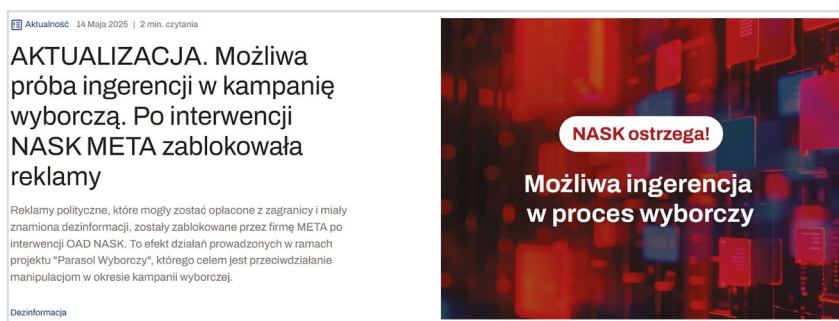 Aktualność 14 Maja 2025 | 2 min. czytania
AKTUALIZACJA. Możliwa
próba ingerencji w kampanię
wyborczą. Po interwencji
NASK META zablokowała
reklamy
Reklamy polityczne, które mogły zostać opłacone z zagranicy i miały
znamiona dezinformacji, zostały zablokowane przez firmę META po
interwencji OAD NASK. To efekt działań prowadzonych w ramach
projektu "Parasol Wyborczy", którego celem jest przeciwdziałanie
manipulacjom w okresie kampanii wyborczej.
Dezinformacja
NASK ostrzega!
Możliwa ingerencja
w proces wyborczy